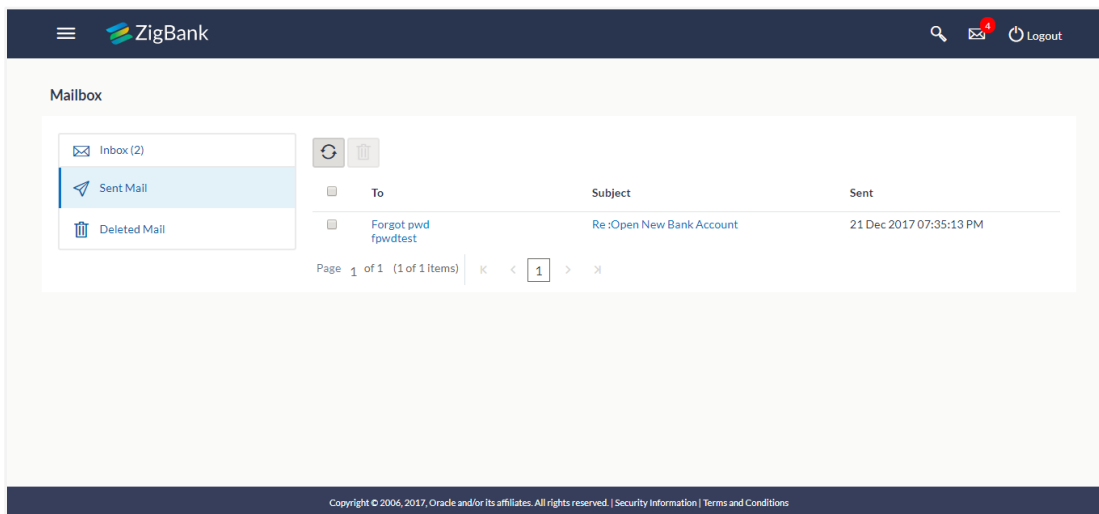 ZigBank
4
Logout
Mailbox
Inbox (2)
Sent Mail
Deleted Mail
To Subject Sent
Forgot pwd Re :Open New Bank Account 21 Dec 2017 07:35:13 PM
fpwdtest
Page 1 of 1 (1 of 1 items) K < 1 > >|
Copyright © 2006, 2017, Oracle and/or its affiliates. All rights reserved. | Security Information | Terms and Conditions